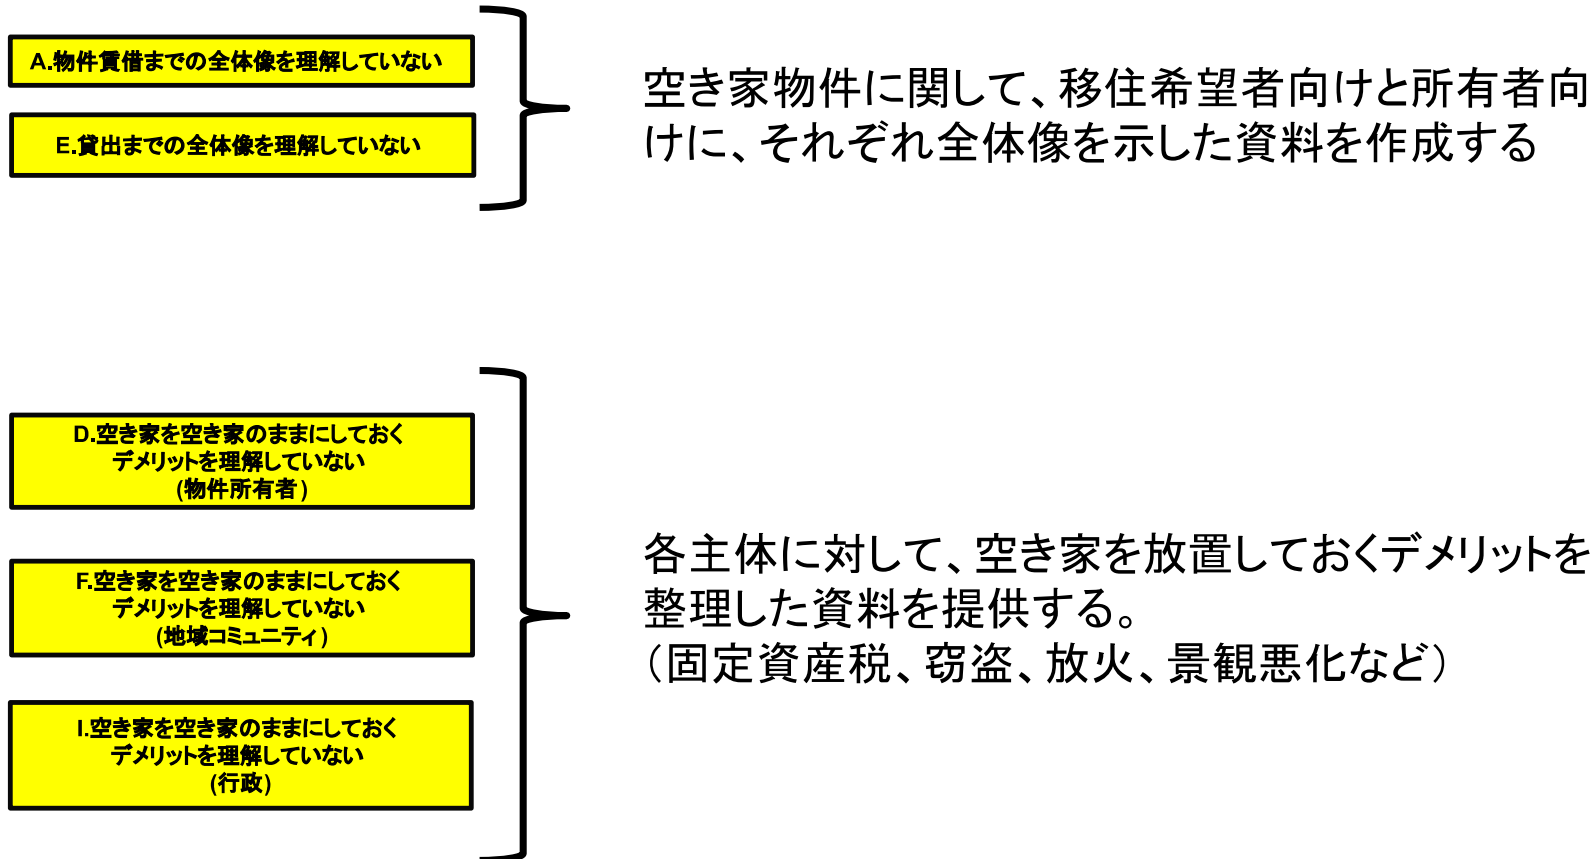 A.物件賃借までの全体像を理解していない
E.貸出までの全体像を理解していない
空き家物件に関して、移住希望者向けと所有者向
けに、それぞれ全体像を示した資料を作成する
D.空き家を空き家のままにしておく
デメリットを理解していない
(物件所有者)
F.空き家を空き家のままにしておく
デメリットを理解していない
(地域コミュニティ)
I.空き家を空き家のままにしておく
デメリットを理解していない
(行政)
各主体に対して、空き家を放置しておくデメリットを
整理した資料を提供する。
（固定資産税、窃盗、放火、景観悪化など）